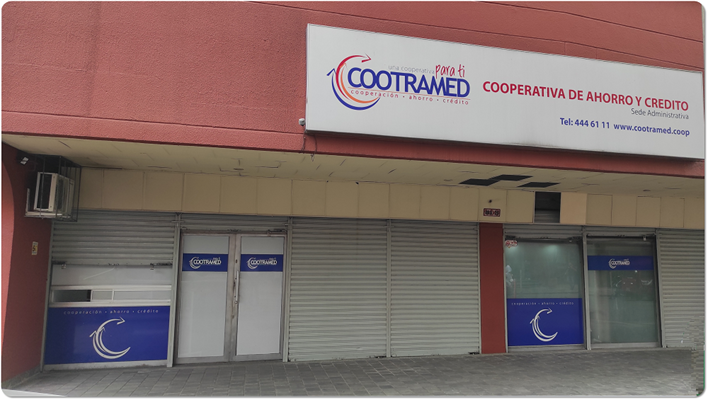 una cooperativa para ti
COOTRAMED
cooperación • ahorro • crédito
COOPERATIVA DE AHORRO Y CREDITO
Sede Administrativa
Tel: 444 61 11 www.cootramed.coop
COOTRAMED
COOTRAMED
COOTRAMED
cooperación • ahorro • crédito
cooperación • ahorro • crédito